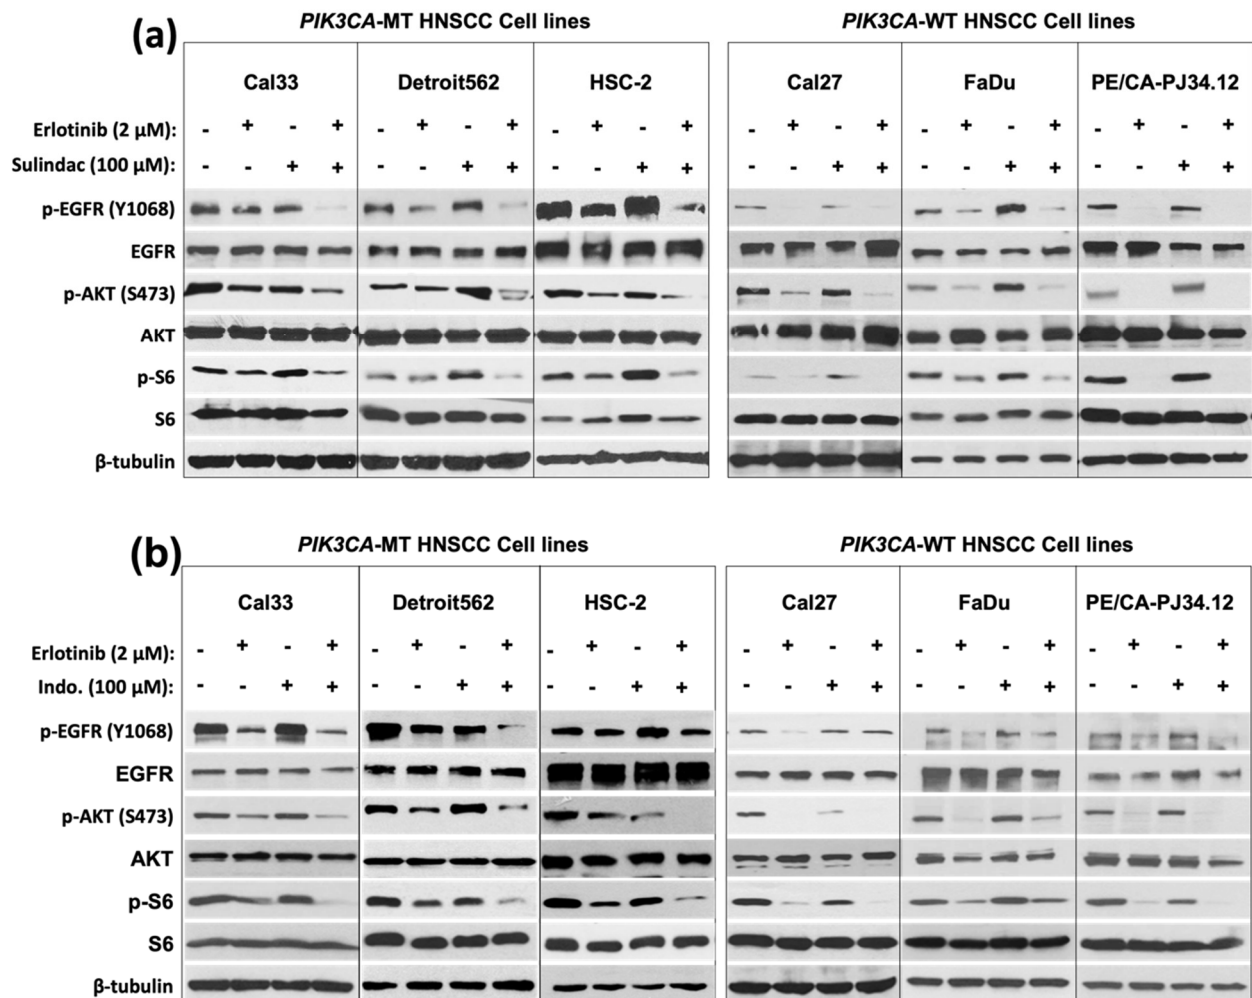 (a)
PIK3CA-MT HNSCC Cell lines PIK3CA-WT HNSCC Cell lines
Cal33 Detroit562 HSC-2 Cal27 FaDu PE/CA-PJ34.12
Erlotinib (2 µM): - + - + - + - + - + - + - + - + - + - + - + - +
Sulindac (100 µM): - - + + - - + + - - + + - - + + - - + + - - + +
p-EGFR (Y1068)
EGFR
p-AKT (S473)
AKT
p-S6
S6
β-tubulin
(b)
PIK3CA-MT HNSCC Cell lines PIK3CA-WT HNSCC Cell lines
Cal33 Detroit562 HSC-2 Cal27 FaDu PE/CA-PJ34.12
Erlotinib (2 µM): - + - + - + - + - + - + - + - + - + - + - + - +
Indo. (100 µM): - - + + - - + + - - + + - - + + - - + + - - + +
p-EGFR (Y1068)
EGFR
p-AKT (S473)
AKT
p-S6
S6
β-tubulin